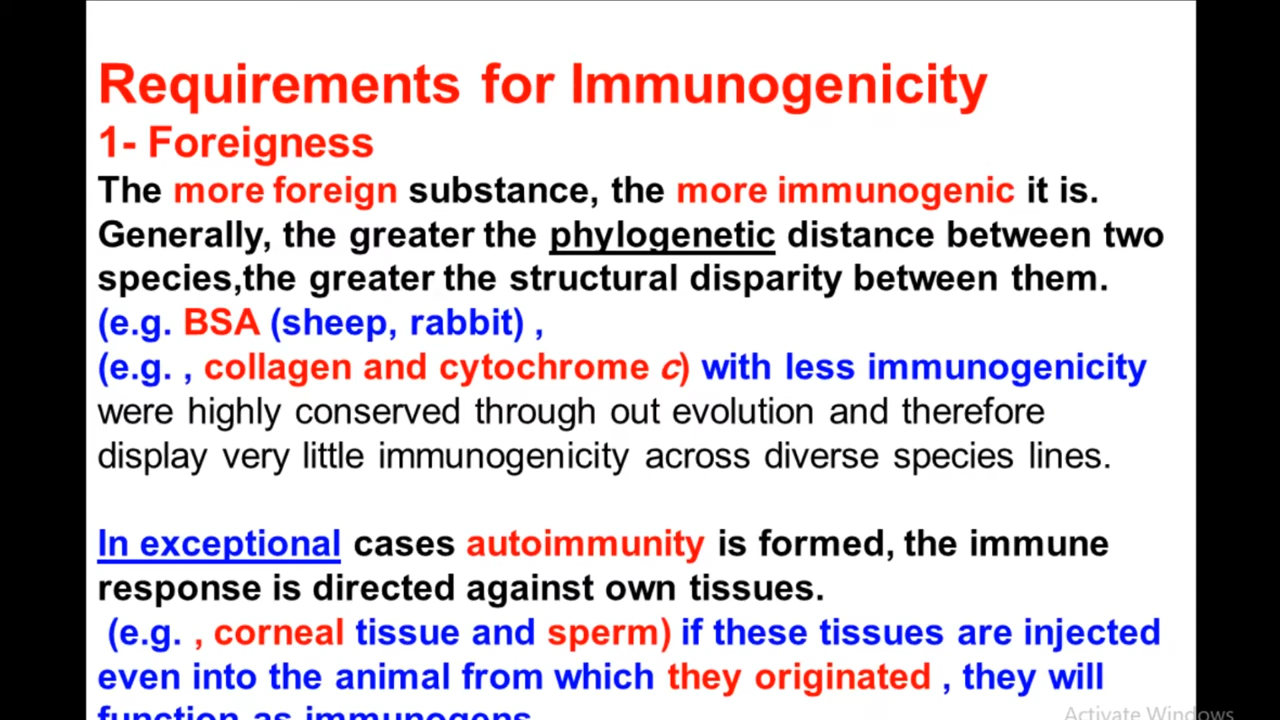 Requirements for Immunogenicity
1- Foreigness
The more foreign substance, the more immunogenic it is.
Generally, the greater the phylogenetic distance between two
species,the greater the structural disparity between them.
(e.g. BSA (sheep, rabbit) ,
(e.g. , collagen and cytochrome c) with less immunogenicity
were highly conserved through out evolution and therefore
display very little immunogenicity across diverse species lines.
In exceptional cases autoimmunity is formed, the immune
response is directed against own tissues.
(e.g. , corneal tissue and sperm) if these tissues are injected
even into the animal from which they originated , they will
function as immunogens
Activate Windows